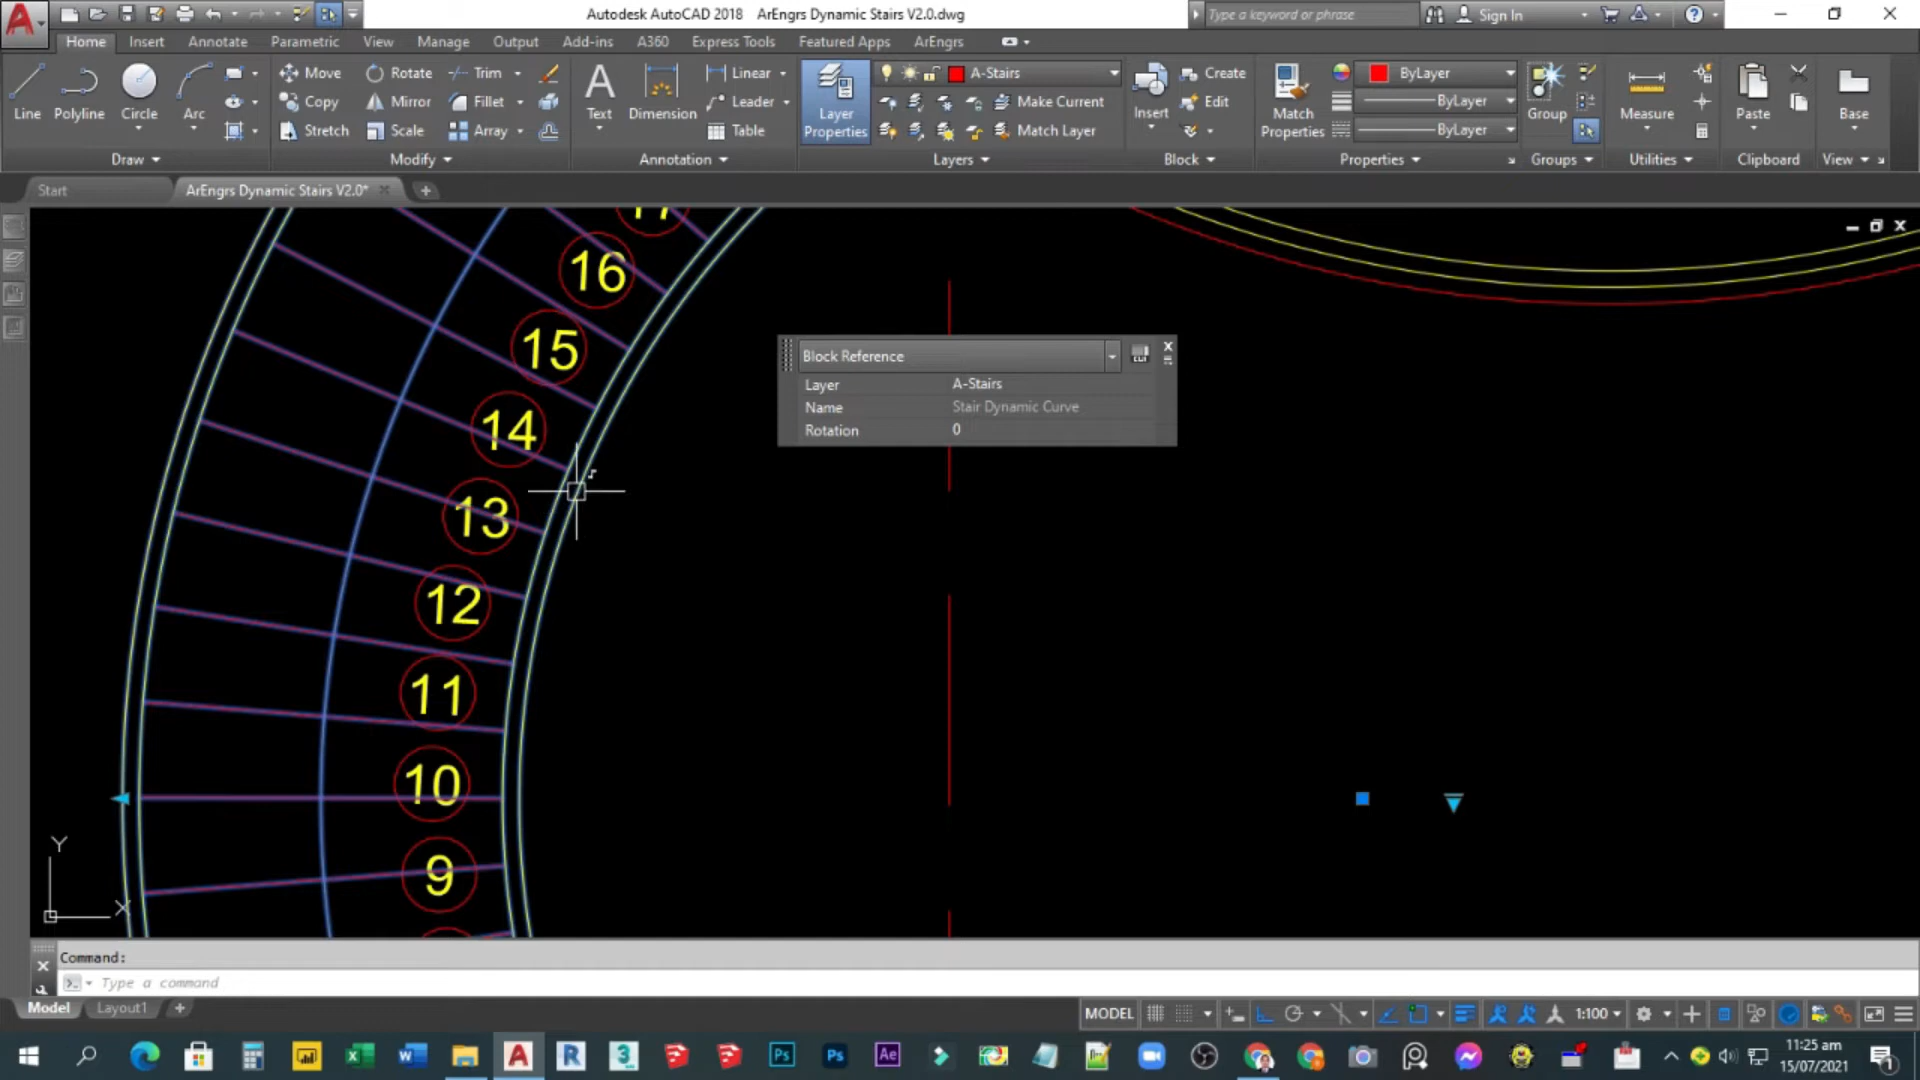 Autodesk AutoCAD 2018 ArEngrs Dynamic Stairs V2.0.dwg
Type a keyword or phrase
Sign In
Home Insert Annotate Parametric View Manage Output Add-ins A360 Express Tools Featured Apps ArEngrs
Line Polyline Circle Arc
Move Rotate Trim
Copy Mirror Fillet
Stretch Scale Array
Text Dimension
Linear
Leader
Table
Layer Properties
A-Stairs
Make Current
Match Layer
Insert
Create
Edit
Match Properties
ByLayer
ByLayer
ByLayer
Group
Measure
Paste
Base
Draw Modify Annotation Layers Block Properties Groups Utilities Clipboard View
Start ArEngrs Dynamic Stairs V2.0*
17
16
15
14
13
12
11
10
9
Block Reference
Layer A-Stairs
Name Stair Dynamic Curve
Rotation 0
Y
X
Command:
Type a command
Model Layout1
MODEL 1:100
11:25 am
15/07/2021